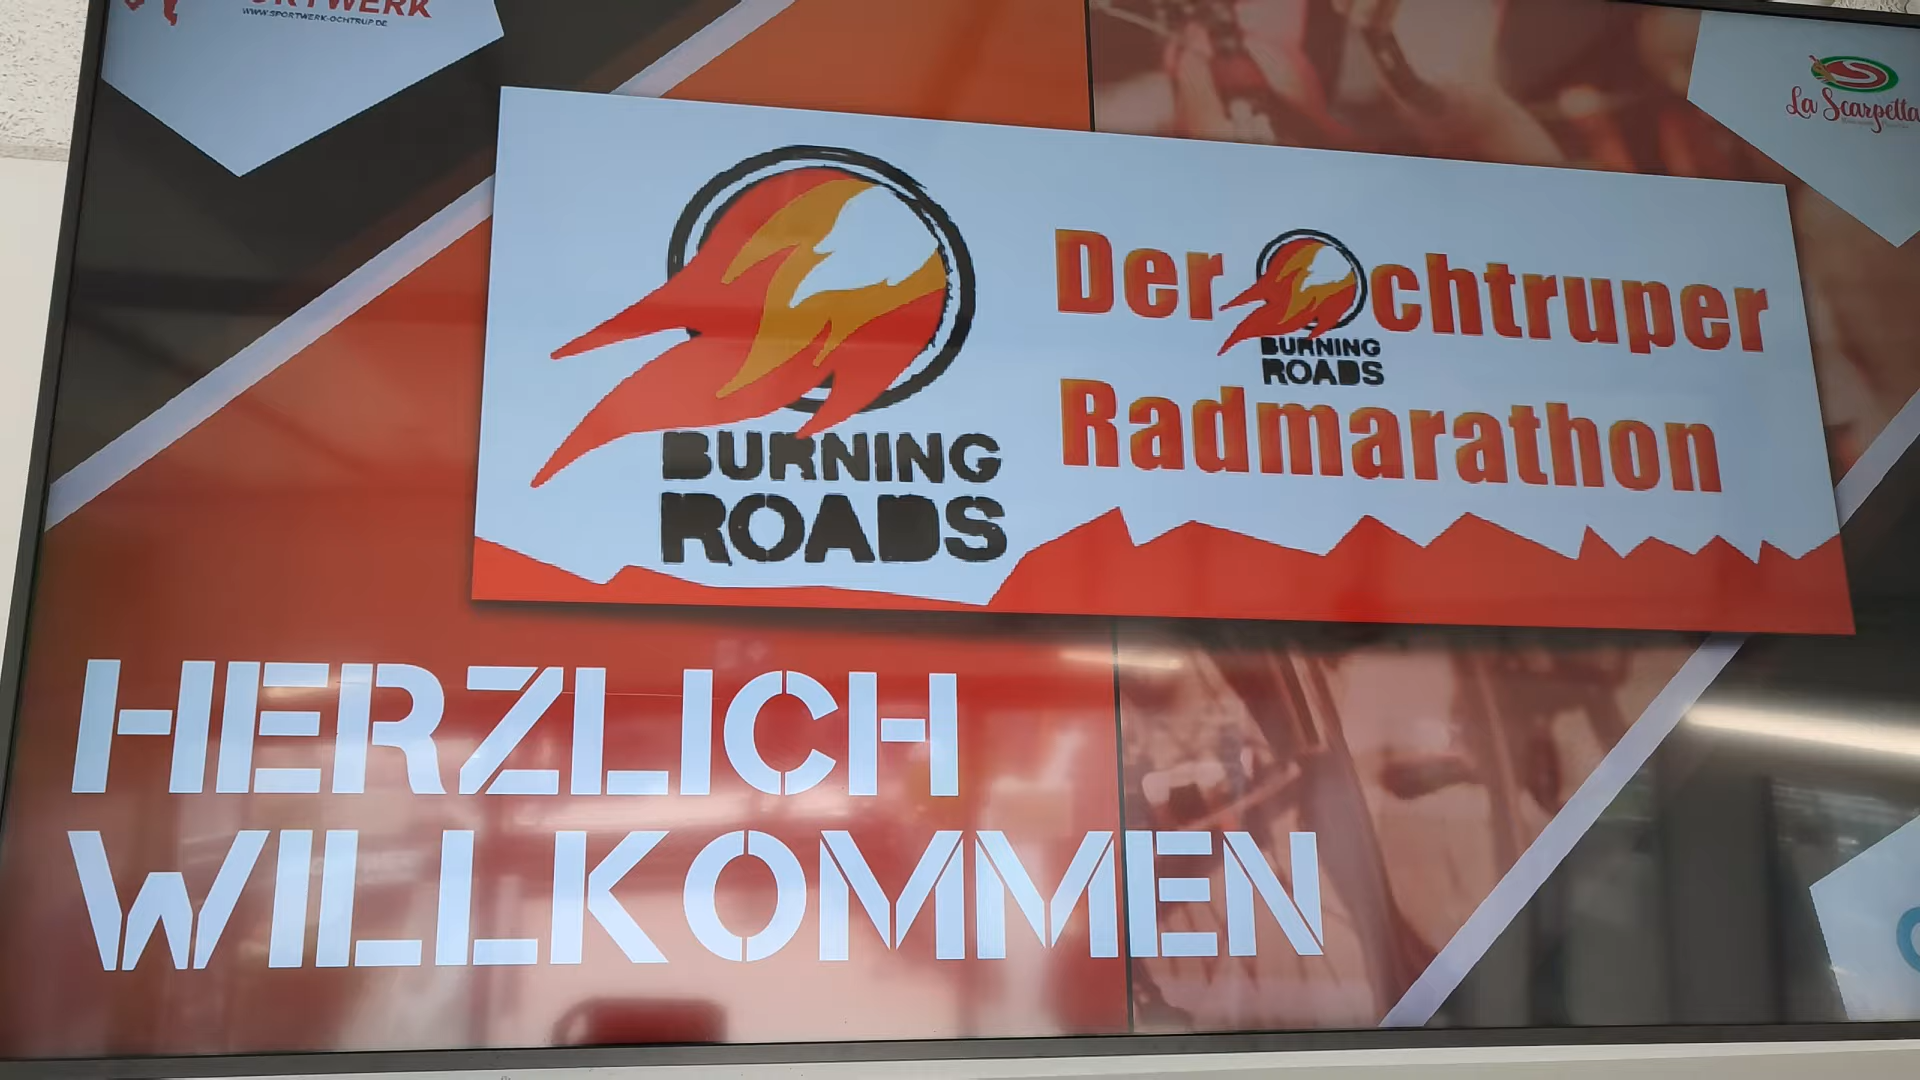 WWW.SPORTWERK-OCHTRUP.DE
La Scarpetta
BURNING
ROADS
Der Ochtruper
BURNING
ROADS
Radmarathon
HERZLICH
WILLKOMMEN